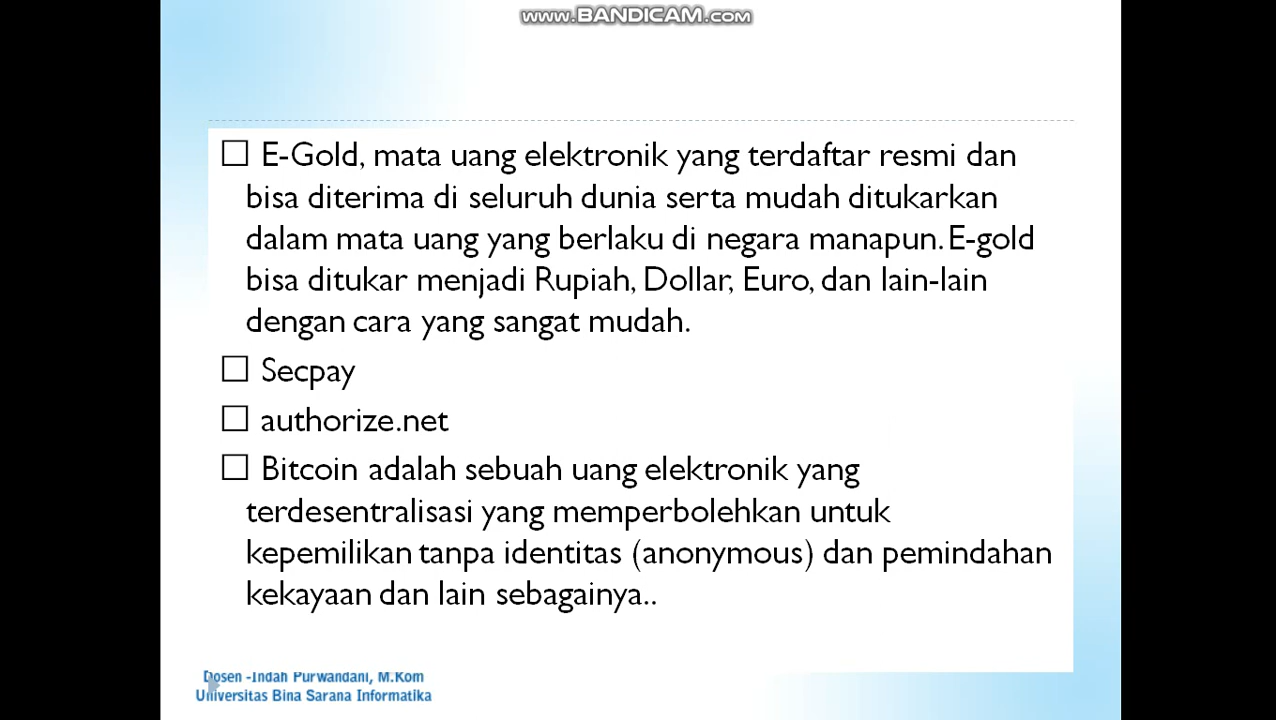 www.BANDICAM.com
☐ E-Gold, mata uang elektronik yang terdaftar resmi dan
bisa diterima di seluruh dunia serta mudah ditukarkan
dalam mata uang yang berlaku di negara manapun. E-gold
bisa ditukar menjadi Rupiah, Dollar, Euro, dan lain-lain
dengan cara yang sangat mudah.
☐ Secpay
☐ authorize.net
☐ Bitcoin adalah sebuah uang elektronik yang
terdesentralisasi yang memperbolehkan untuk
kepemilikan tanpa identitas (anonymous) dan pemindahan
kekayaan dan lain sebagainya..
Dosen -Indah Purwandani, M.Kom
Universitas Bina Sarana Informatika